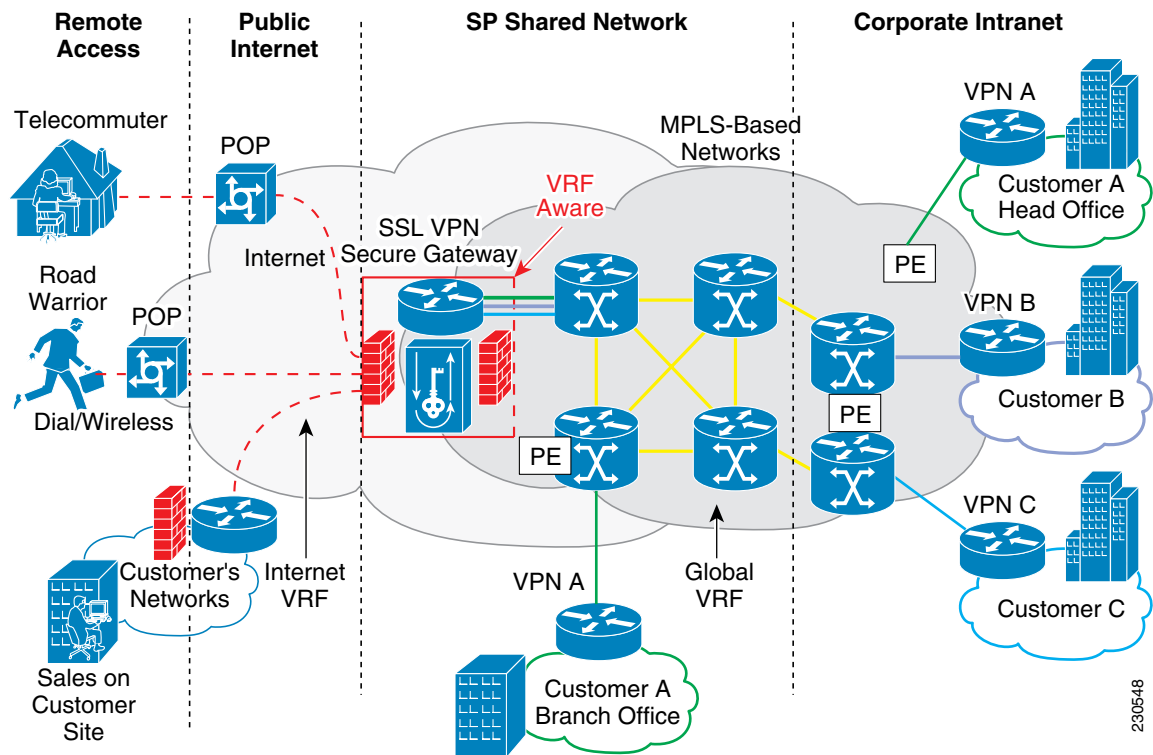 Remote
Access
Public
Internet
SP Shared Network
Corporate Intranet
Telecommuter
POP
Internet
Road
Warrior
POP
Dial/Wireless
Customer's
Networks
Internet
VRF
Sales on
Customer
Site
MPLS-Based
Networks
VRF
Aware
SSL VPN
Secure Gateway
PE
VPN A
Global
VRF
Customer A
Branch Office
VPN A
Customer A
Head Office
PE
VPN B
Customer B
PE
VPN C
Customer C
230548